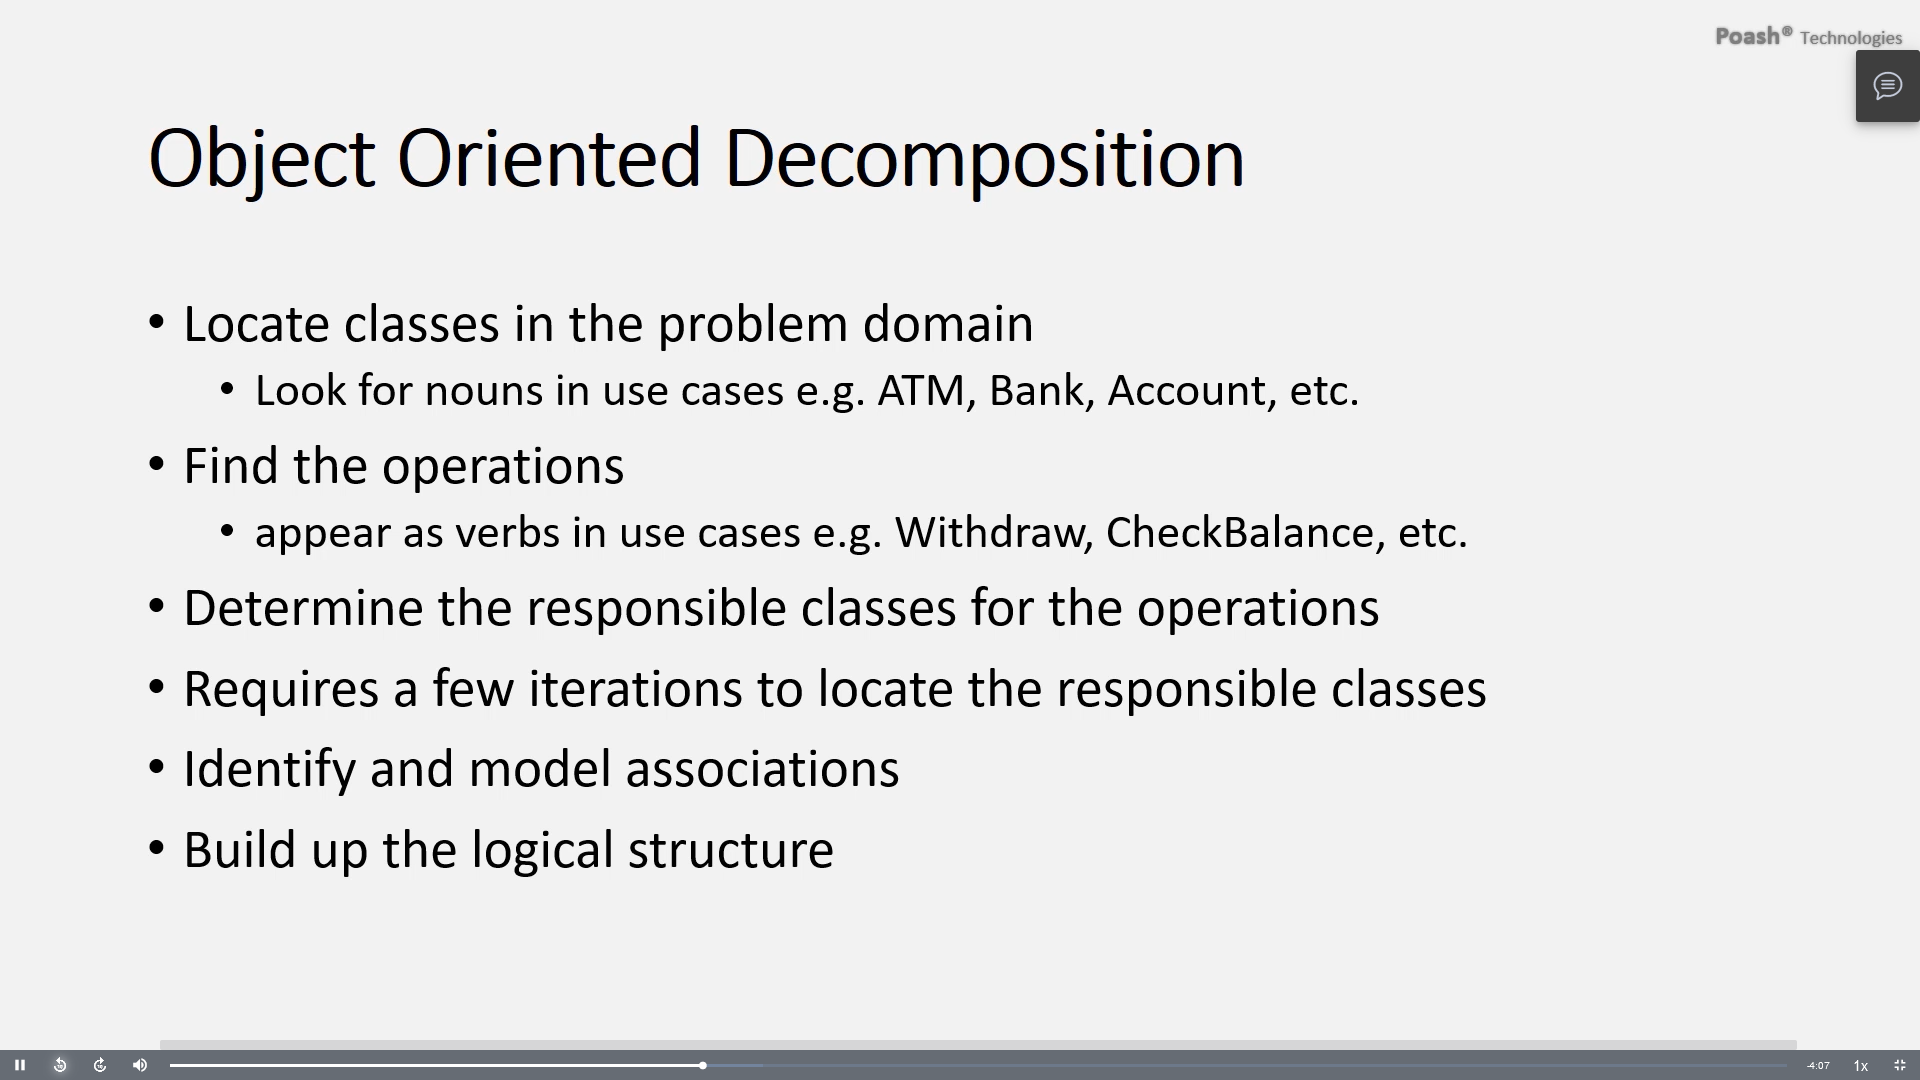 Poash® Technologies
Object Oriented Decomposition
• Locate classes in the problem domain
• Look for nouns in use cases e.g. ATM, Bank, Account, etc.
• Find the operations
• appear as verbs in use cases e.g. Withdraw, CheckBalance, etc.
• Determine the responsible classes for the operations
• Requires a few iterations to locate the responsible classes
• Identify and model associations
• Build up the logical structure
-4:07 1x